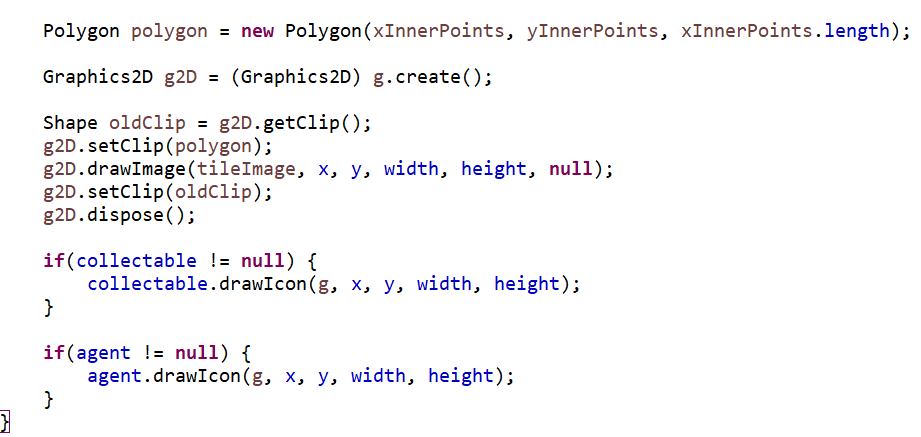 Polygon polygon = new Polygon(xInnerPoints, yInnerPoints, xInnerPoints.length);
Graphics2D g2D = (Graphics2D) g.create();
Shape oldClip = g2D.getClip();
g2D.setClip(polygon);
g2D.drawImage(tileImage, x, y, width, height, null);
g2D.setClip(oldClip);
g2D.dispose();
if(collectable != null) {
collectable.drawIcon(g, x, y, width, height);
}
if(agent != null) {
agent.drawIcon(g, x, y, width, height);
}
}